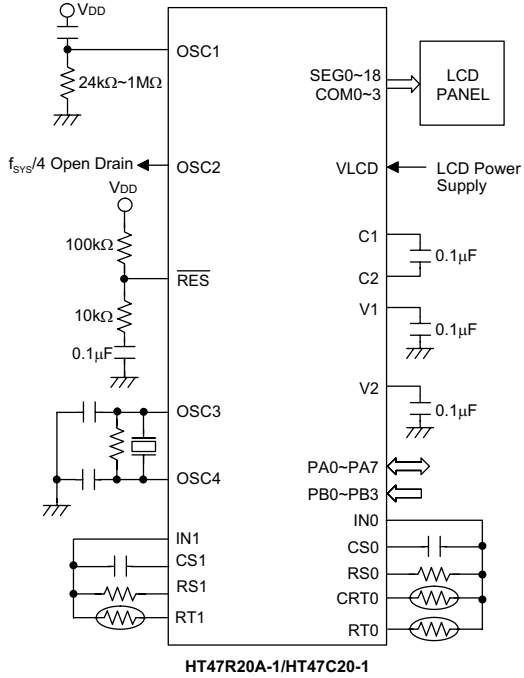 VDD
OSC1
24kΩ~1MΩ
fSYS/4 Open Drain
OSC2
VDD
100kΩ
RES
10kΩ
0.1μF
OSC3
OSC4
IN1
CS1
RS1
RT1
SEG0~18
COM0~3
LCD
PANEL
VLCD
LCD Power
Supply
C1
0.1μF
C2
V1
0.1μF
V2
0.1μF
PA0~PA7
PB0~PB3
IN0
CS0
RS0
CRT0
RT0
HT47R20A-1/HT47C20-1